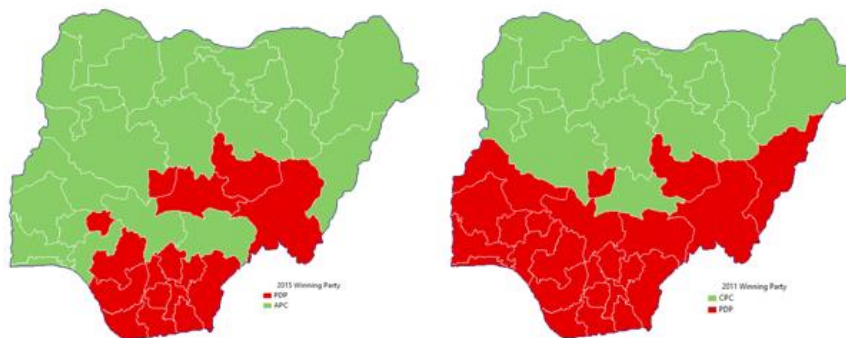 2015 Winning Party
PDP
APC
2011 Winning Party
CPC
PDP